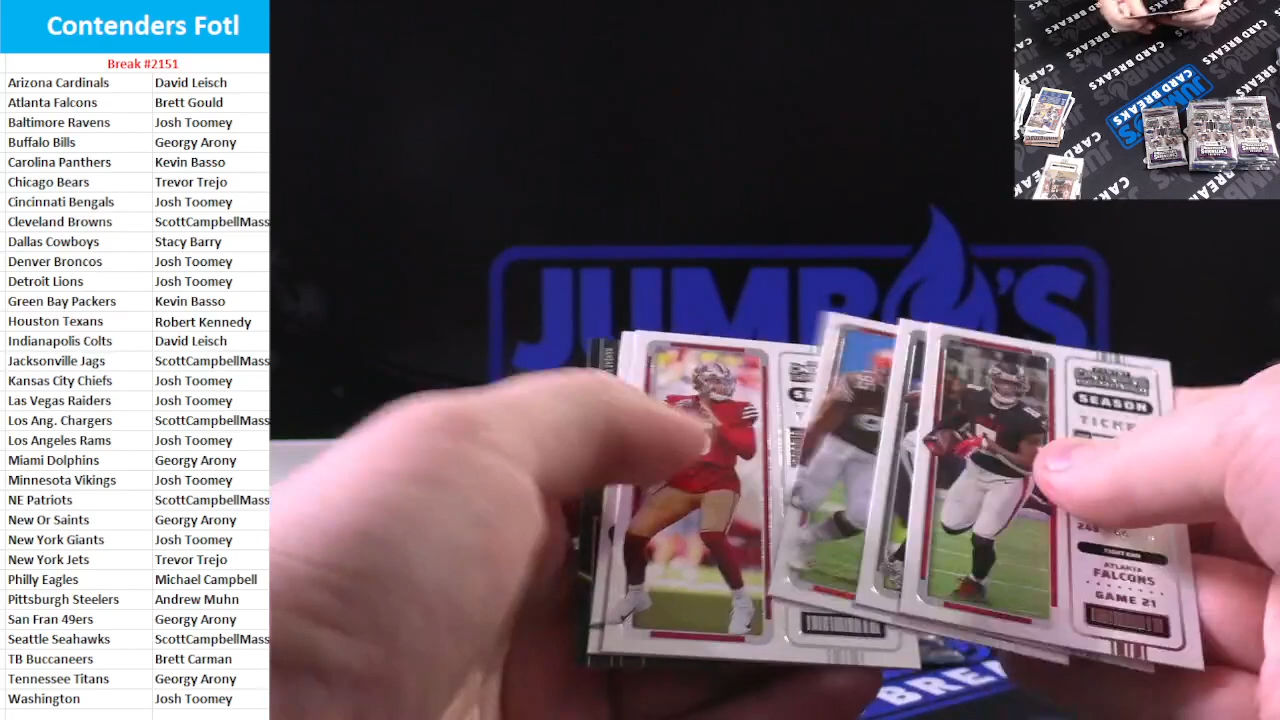 Contenders Fotl
Break #2151
Arizona Cardinals David Leisch
Atlanta Falcons Brett Gould
Baltimore Ravens Josh Toomey
Buffalo Bills Georgy Arony
Carolina Panthers Kevin Basso
Chicago Bears Trevor Trejo
Cincinnati Bengals Josh Toomey
Cleveland Browns ScottCampbellMass
Dallas Cowboys Stacy Barry
Denver Broncos Josh Toomey
Detroit Lions Josh Toomey
Green Bay Packers Kevin Basso
Houston Texans Robert Kennedy
Indianapolis Colts David Leisch
Jacksonville Jags ScottCampbellMass
Kansas City Chiefs Josh Toomey
Las Vegas Raiders Josh Toomey
Los Ang. Chargers ScottCampbellMass
Los Angeles Rams Josh Toomey
Miami Dolphins Georgy Arony
Minnesota Vikings Josh Toomey
NE Patriots ScottCampbellMass
New Or Saints Georgy Arony
New York Giants Josh Toomey
New York Jets Trevor Trejo
Philly Eagles Michael Campbell
Pittsburgh Steelers Andrew Muhn
San Fran 49ers Georgy Arony
Seattle Seahawks ScottCampbellMass
TB Buccaneers Brett Carman
Tennessee Titans Georgy Arony
Washington Josh Toomey
JUMBO'S
CARD BREAKS
SEASON
TICKE
TIGHT END
ATLANTA
FALCONS
GAME 21
BRE